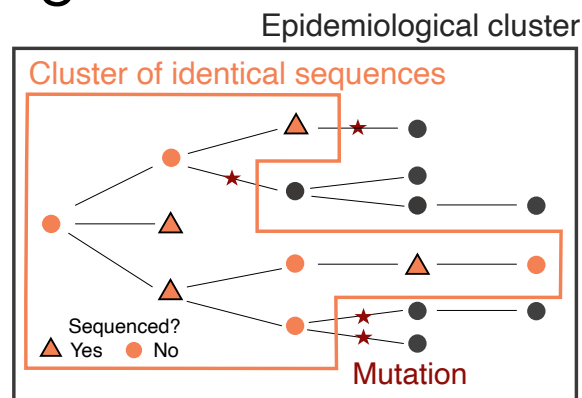 Epidemiological cluster
Cluster of identical sequences
Sequenced?
Yes
No
Mutation